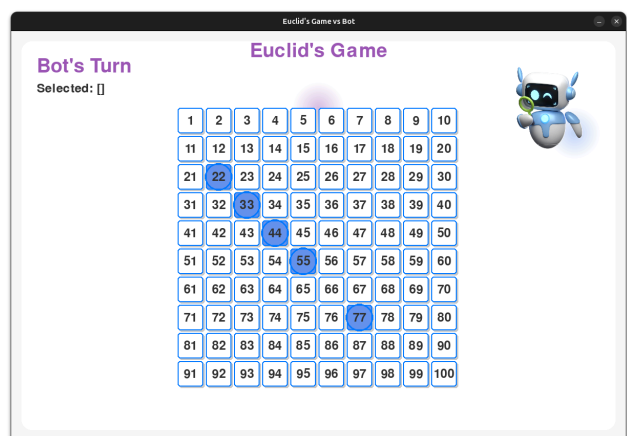 Euclid's Game vs Bot
Euclid's Game
Bot's Turn
Selected: []
1 2 3 4 5 6 7 8 9 10
11 12 13 14 15 16 17 18 19 20
21 22 23 24 25 26 27 28 29 30
31 32 33 34 35 36 37 38 39 40
41 42 43 44 45 46 47 48 49 50
51 52 53 54 55 56 57 58 59 60
61 62 63 64 65 66 67 68 69 70
71 72 73 74 75 76 77 78 79 80
81 82 83 84 85 86 87 88 89 90
91 92 93 94 95 96 97 98 99 100